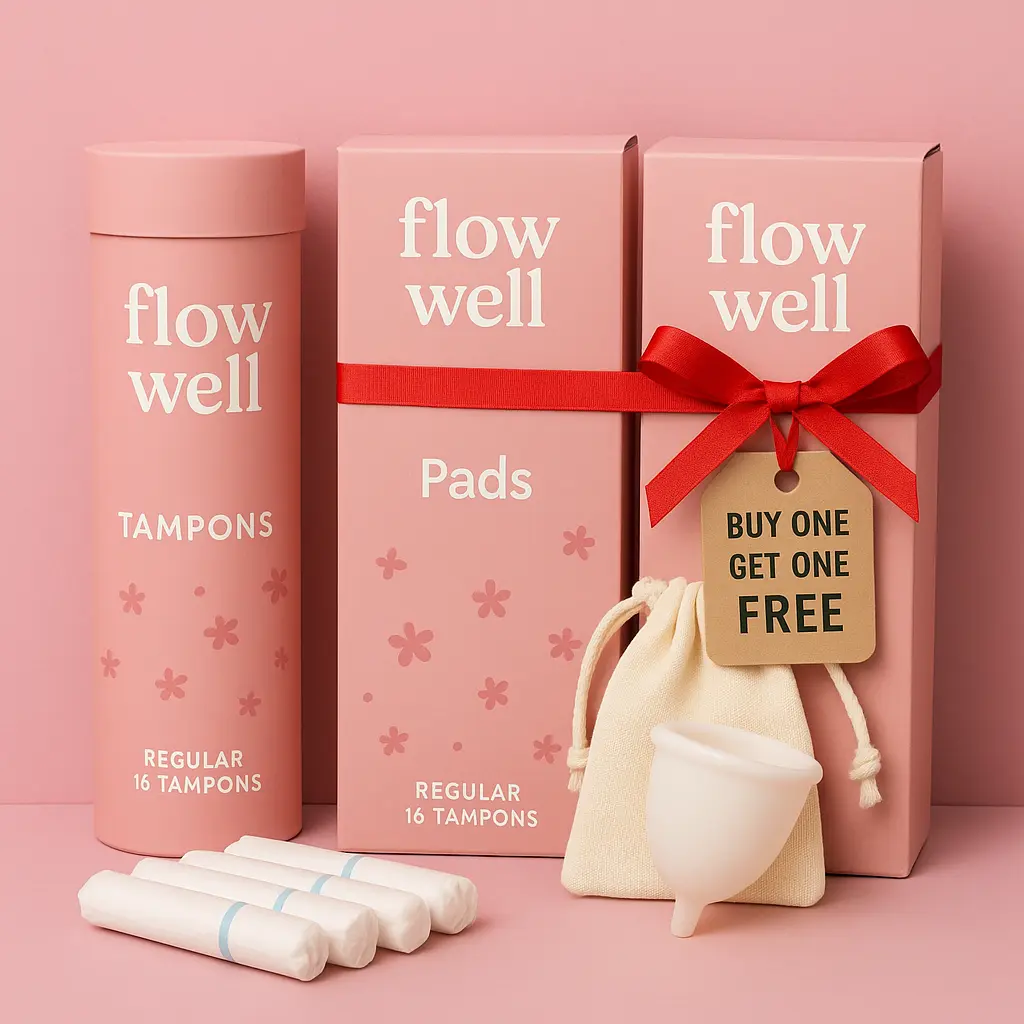 flow
well
TAMPONS
REGULAR
16 TAMPONS
flow
well
Pads
REGULAR
16 TAMPONS
flow
well
BUY ONE
GET ONE
FREE